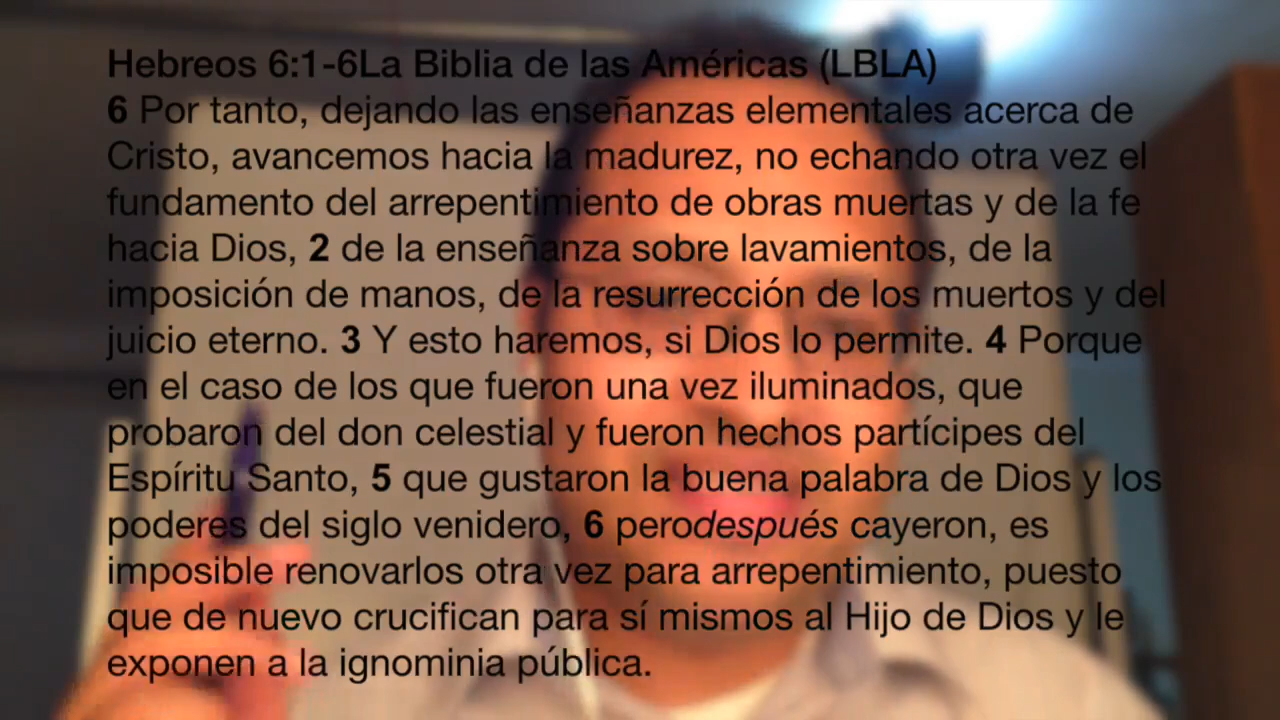 Hebreos 6:1-6La Biblia de las Américas (LBLA)
6 Por tanto, dejando las enseñanzas elementales acerca de
Cristo, avancemos hacia la madurez, no echando otra vez el
fundamento del arrepentimiento de obras muertas y de la fe
hacia Dios, 2 de la enseñanza sobre lavamientos, de la
imposición de manos, de la resurrección de los muertos y del
juicio eterno. 3 Y esto haremos, si Dios lo permite. 4 Porque
en el caso de los que fueron una vez iluminados, que
probaron del don celestial y fueron hechos partícipes del
Espíritu Santo, 5 que gustaron la buena palabra de Dios y los
poderes del siglo venidero, 6 perodespués cayeron, es
imposible renovarlos otra vez para arrepentimiento, puesto
que de nuevo crucifican para sí mismos al Hijo de Dios y le
exponen a la ignominia pública.